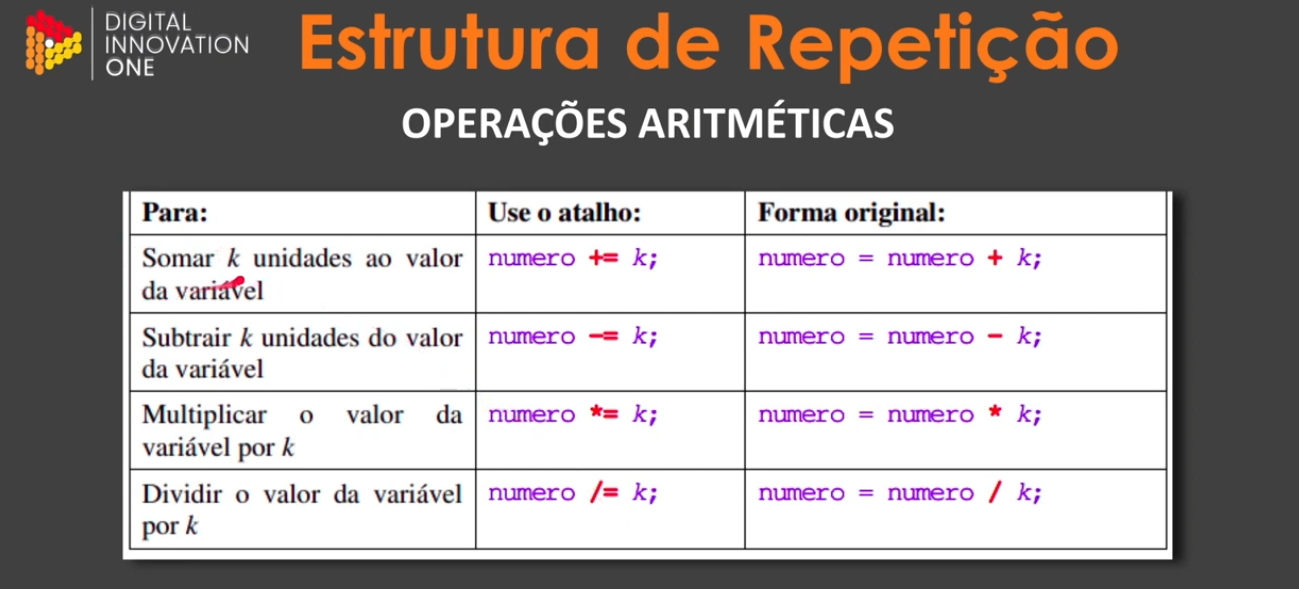 DIGITAL
INNOVATION
ONE
Estrutura de Repetição
OPERAÇÕES ARITMÉTICAS
Para: Use o atalho: Forma original:
Somar k unidades ao valor numero += k; numero = numero + k;
da variável
Subtrair k unidades do valor numero -= k; numero = numero - k;
da variável
Multiplicar o valor da numero *= k; numero = numero * k;
variável por k
Dividir o valor da variável numero /= k; numero = numero / k;
por k